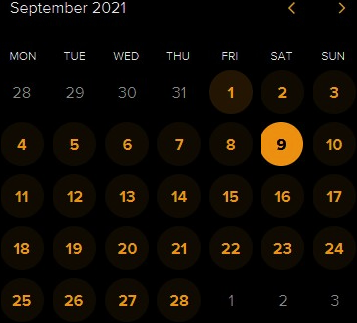 September 2021
MON TUE WED THU FRI SAT SUN
28 29 30 31 1 2 3
4 5 6 7 8 9 10
11 12 13 14 15 16 17
18 19 20 21 22 23 24
25 26 27 28 1 2 3